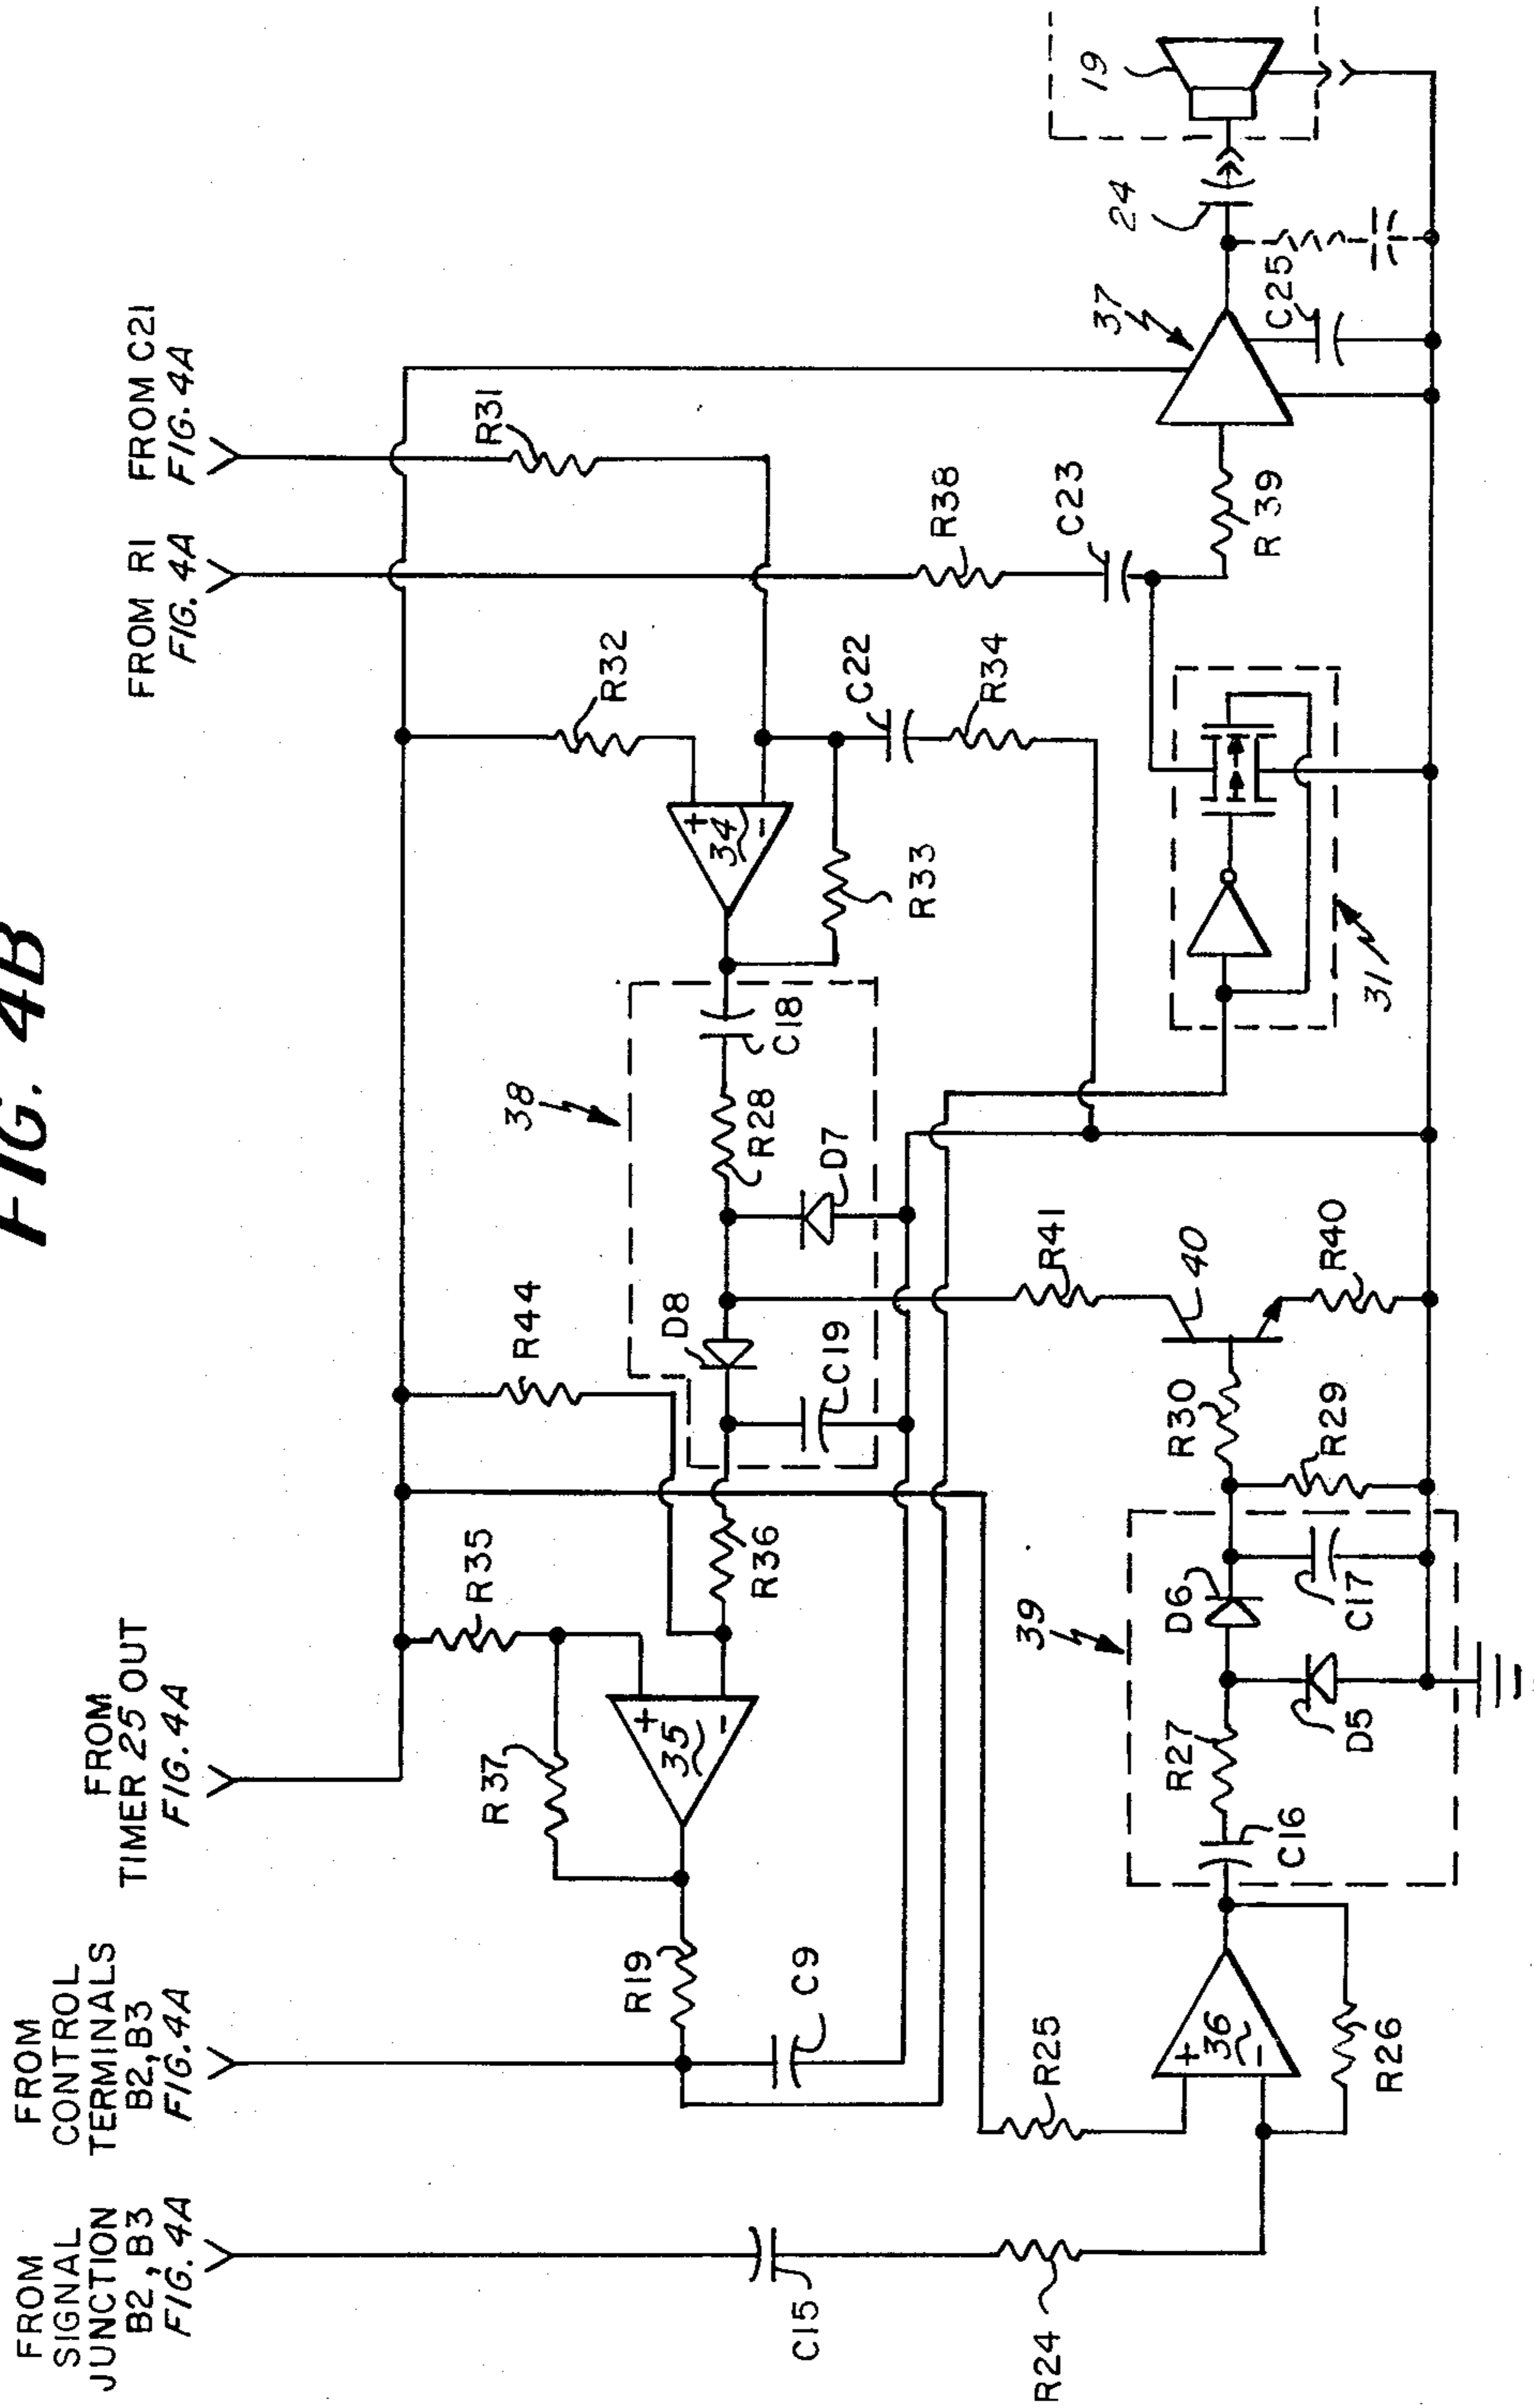 FIG. 4B
FROM
SIGNAL
JUNCTION
B2, B3
FIG. 4A
FROM
CONTROL
TERMINALS
B2, B3
FIG. 4A
FROM
TIMER 25 OUT
FIG. 4A
FROM R1
FIG. 4A
FROM C21
FIG. 4A
R35
R44
R32
R31
R37
+
35
-
R36
38
D8
C19
D7
R28
C18
+
34
-
R33
C22
R34
R19
C9
R38
C23
R39
37
C25
24
19
C15
R24
R25
+
36
-
R26
39
C16
R27
D5
D6
C17
R30
R29
R41
40
R40
31